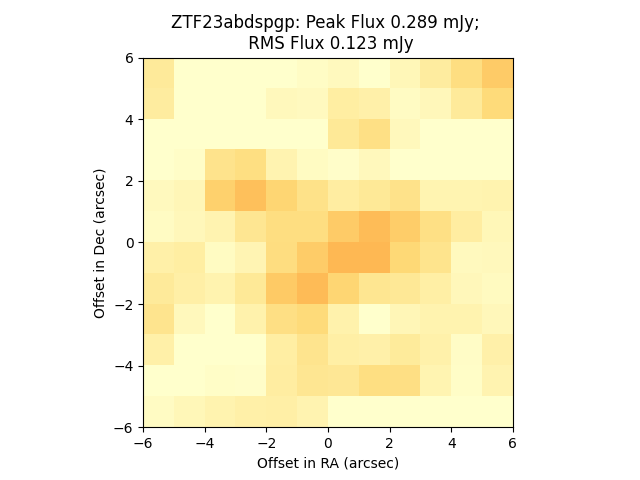 ZTF23abdspgp: Peak Flux 0.289 mJy;
RMS Flux 0.123 mJy
6
4
2
0
−2
−4
−6
Offset in Dec (arcsec)
−6 −4 −2 0 2 4 6
Offset in RA (arcsec)